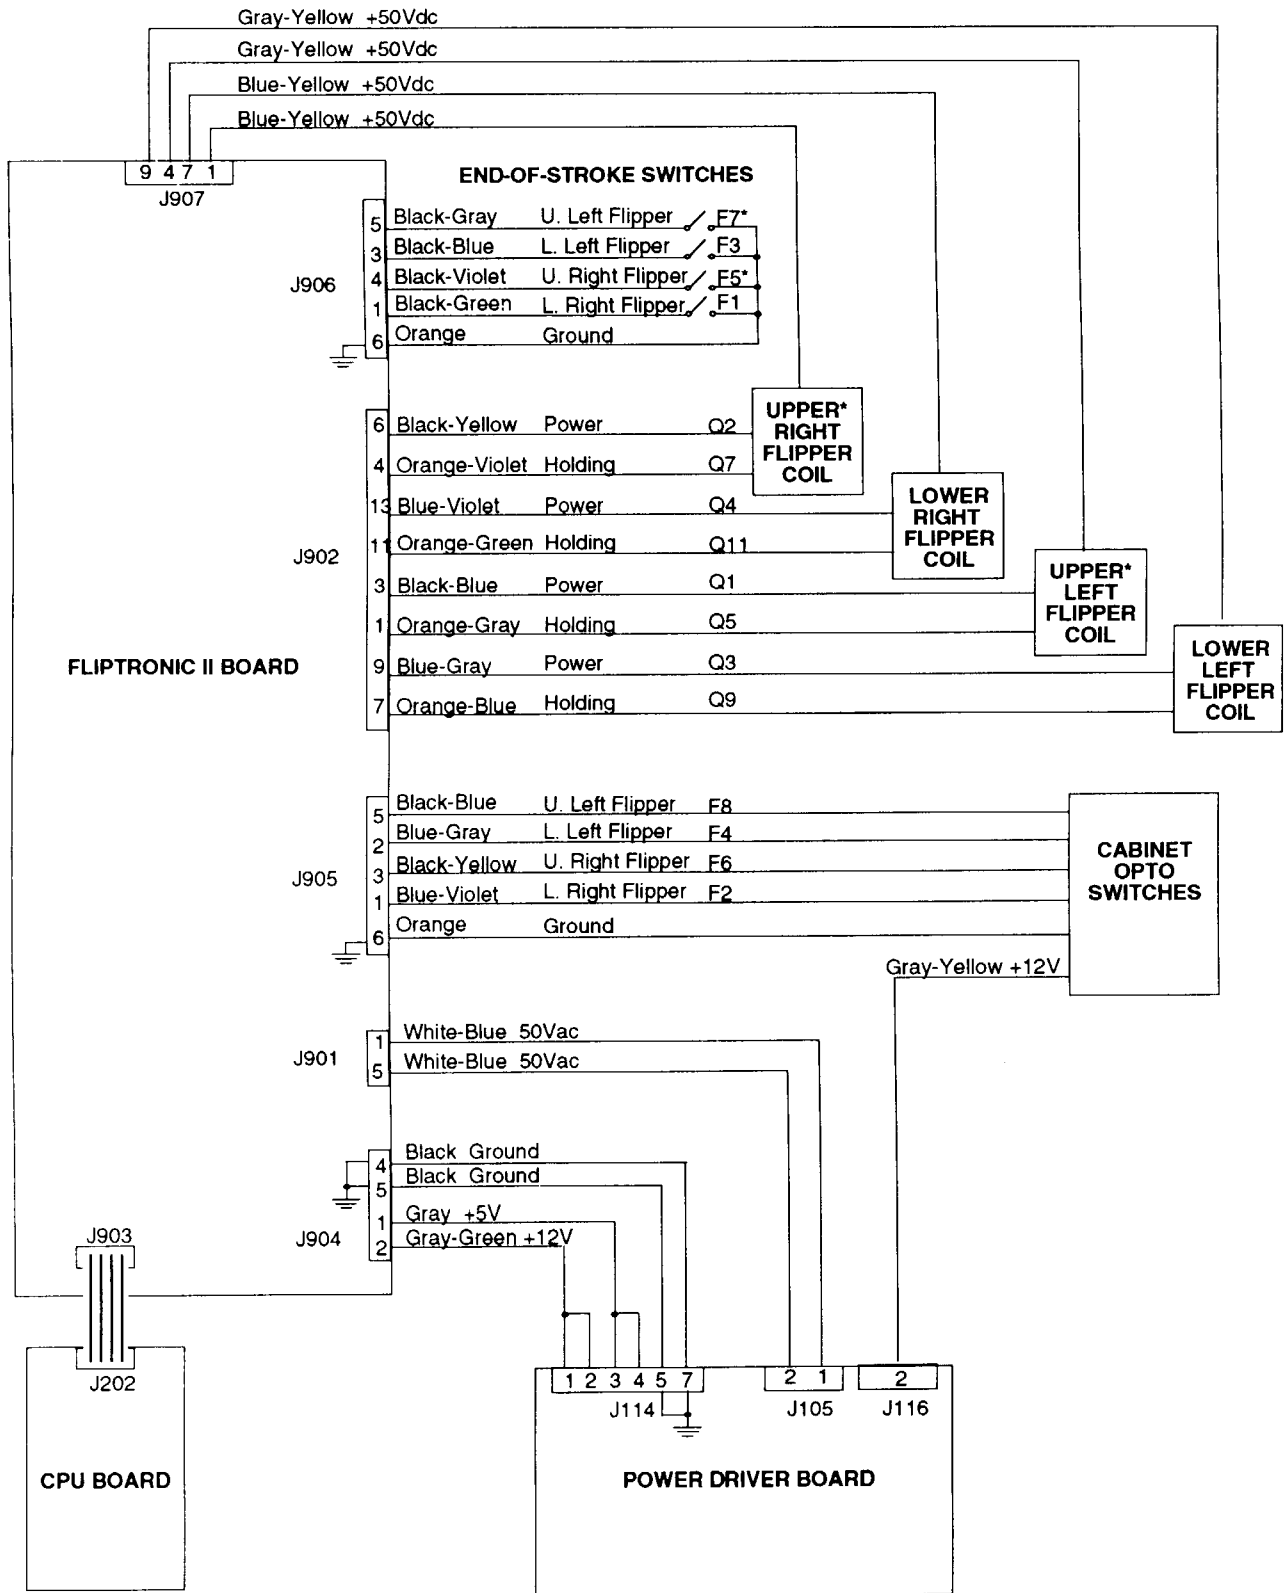 Gray-Yellow +50Vdc
Gray-Yellow +50Vdc
Blue-Yellow +50Vdc
Blue-Yellow +50Vdc
9 4 7 1
J907
END-OF-STROKE SWITCHES
J906
5 Black-Gray U. Left Flipper F7*
3 Black-Blue L. Left Flipper F3
4 Black-Violet U. Right Flipper F5*
1 Black-Green L. Right Flipper F1
6 Orange Ground
J902
6 Black-Yellow Power Q2
4 Orange-Violet Holding Q7
13 Blue-Violet Power Q4
11 Orange-Green Holding Q11
3 Black-Blue Power Q1
1 Orange-Gray Holding Q5
9 Blue-Gray Power Q3
7 Orange-Blue Holding Q9
UPPER*
RIGHT
FLIPPER
COIL
LOWER
RIGHT
FLIPPER
COIL
UPPER*
LEFT
FLIPPER
COIL
LOWER
LEFT
FLIPPER
COIL
FLIPTRONIC II BOARD
J905
5 Black-Blue U. Left Flipper F8
2 Blue-Gray L. Left Flipper F4
3 Black-Yellow U. Right Flipper F6
1 Blue-Violet L. Right Flipper F2
6 Orange Ground
CABINET
OPTO
SWITCHES
Gray-Yellow +12V
J901
1 White-Blue 50Vac
5 White-Blue 50Vac
J904
4 Black Ground
5 Black Ground
1 Gray +5V
2 Gray-Green +12V
J903
J202
CPU BOARD
1 2 3 4 5 7
J114
2 1
J105
2
J116
POWER DRIVER BOARD